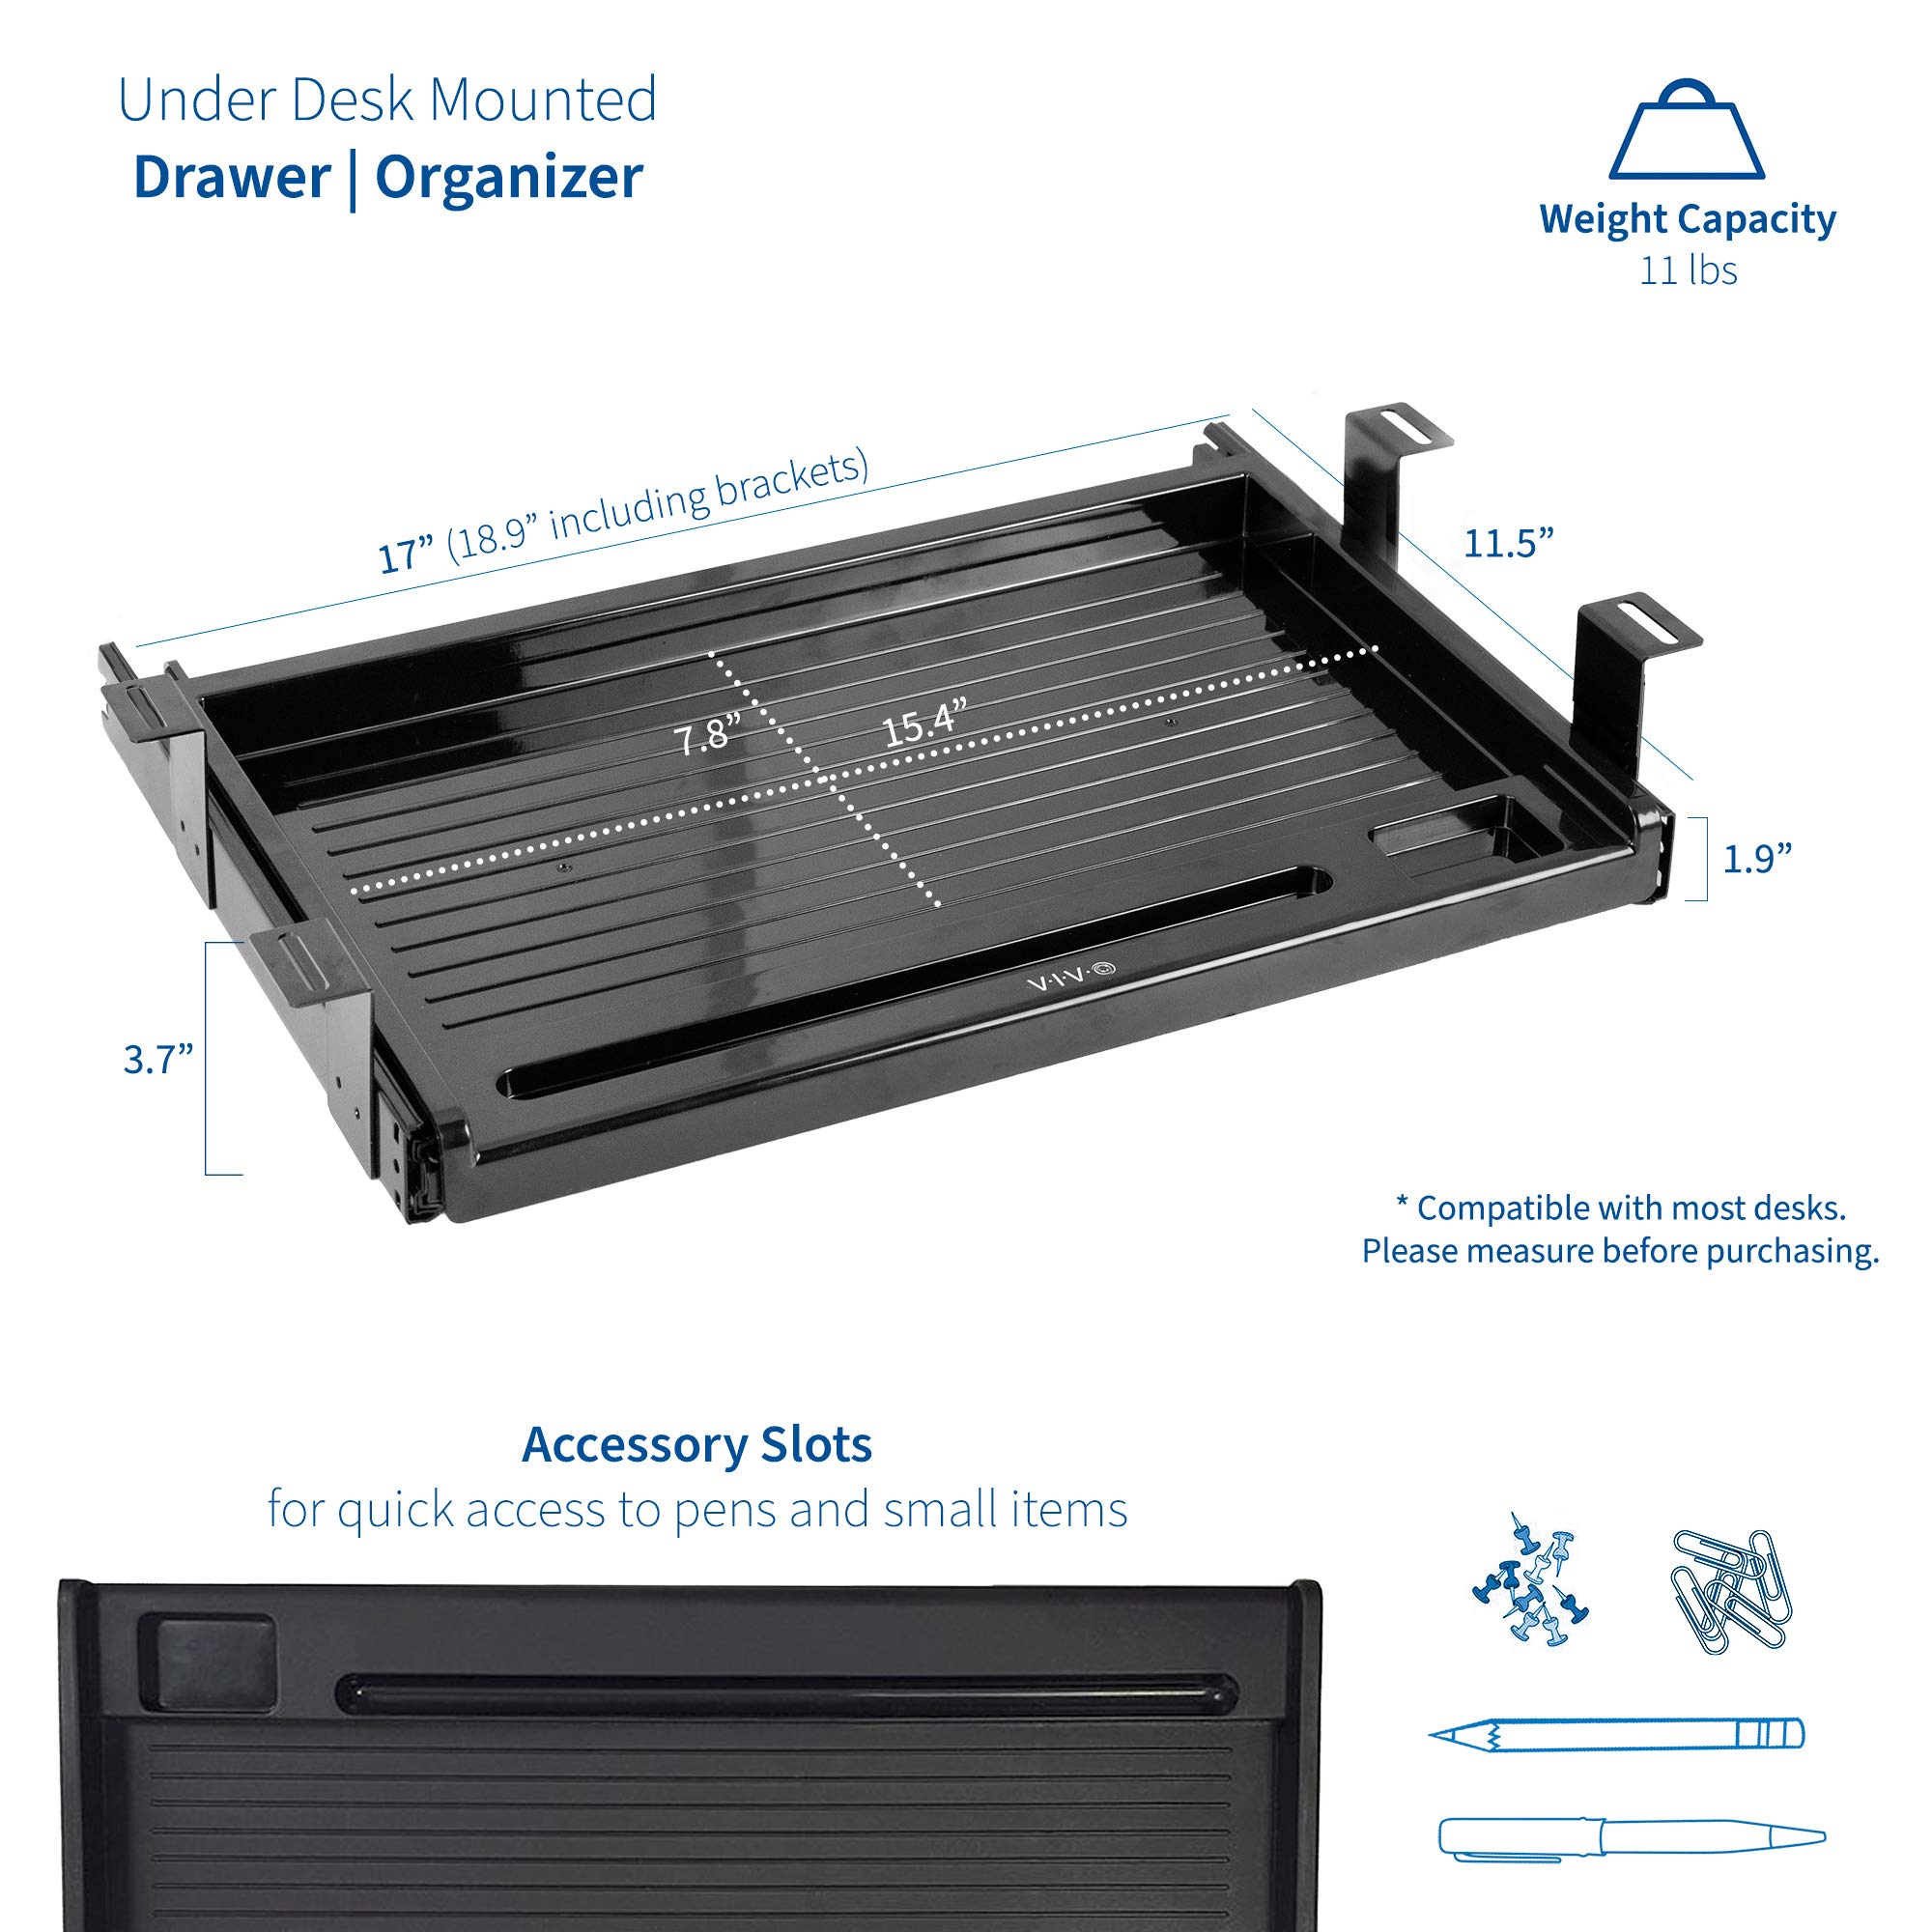 Under Desk Mounted
Drawer | Organizer
Weight Capacity
11 lbs
17” (18.9” including brackets)
11.5”
7.8”
15.4”
1.9”
V·I·V·O
3.7”
* Compatible with most desks.
Please measure before purchasing.
Accessory Slots
for quick access to pens and small items